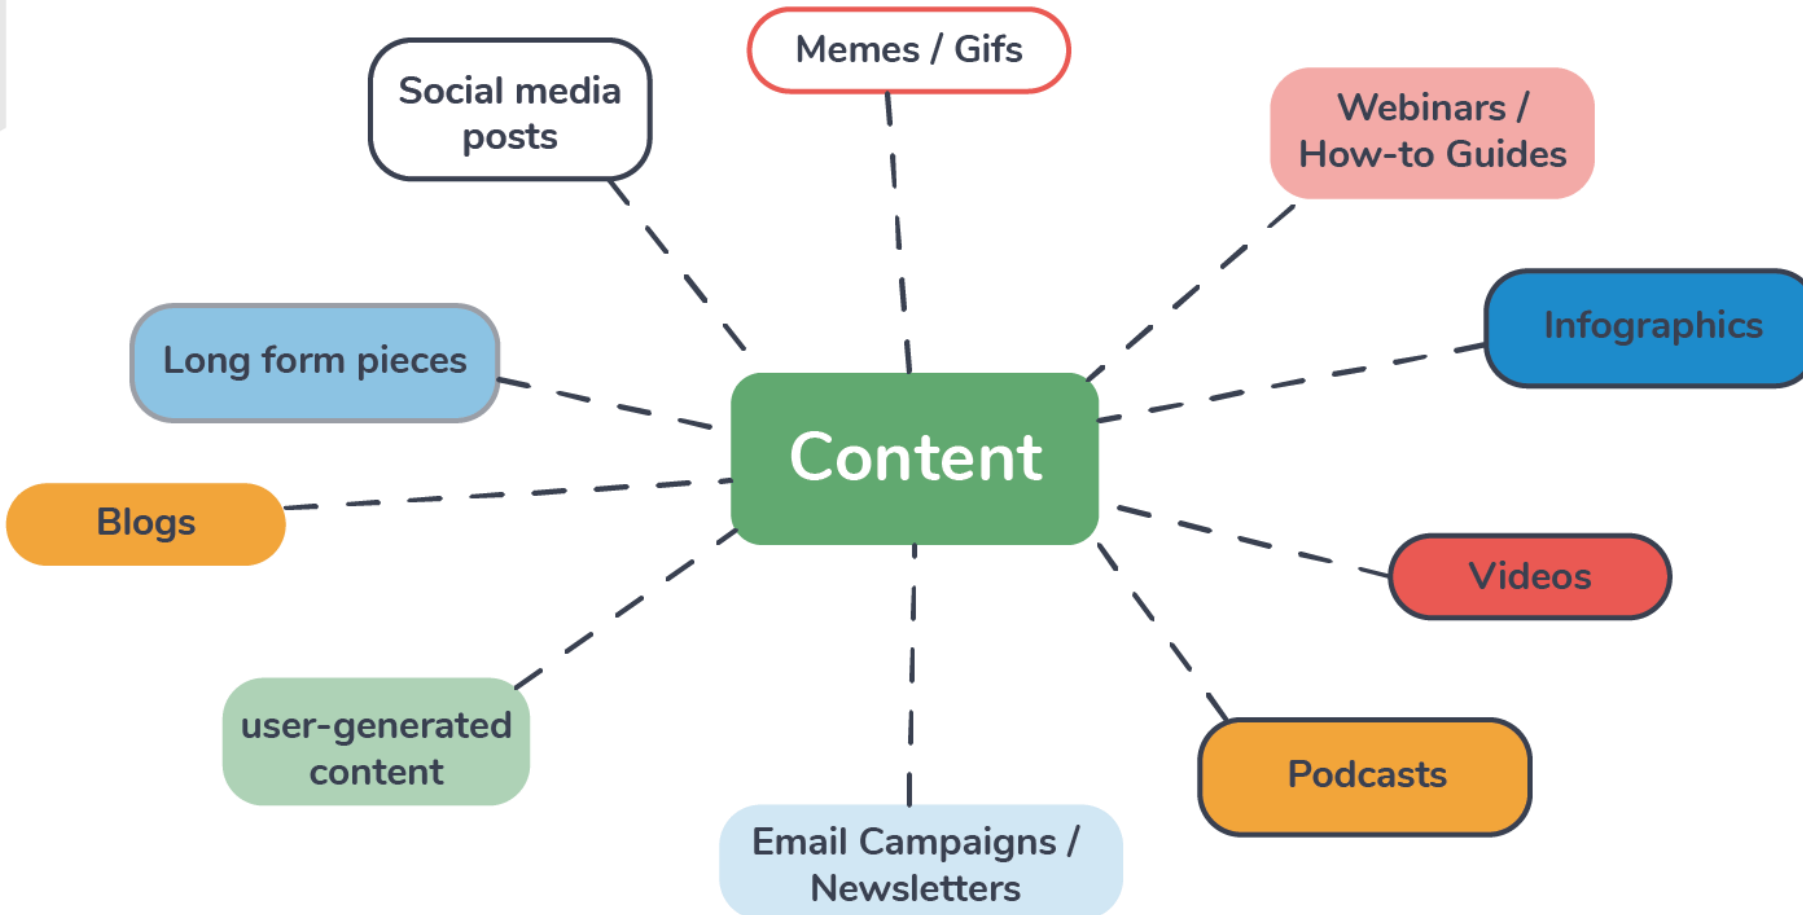 Memes / Gifs
Social media
posts
Webinars /
How-to Guides
Infographics
Long form pieces
Content
Blogs
Videos
user-generated
content
Podcasts
Email Campaigns /
Newsletters